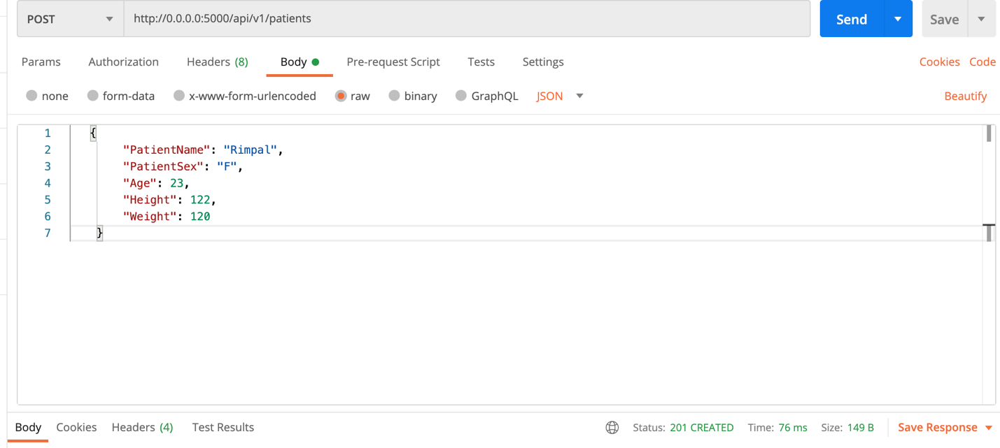 POST http://0.0.0.0:5000/api/v1/patients Send Save
Params Authorization Headers (8) Body Pre-request Script Tests Settings Cookies Code
none form-data x-www-form-urlencoded raw binary GraphQL JSON Beautify
1 {
2 "PatientName": "Rimpal",
3 "PatientSex": "F",
4 "Age": 23,
5 "Height": 122,
6 "Weight": 120
7 }
Body Cookies Headers (4) Test Results Status: 201 CREATED Time: 76 ms Size: 149 B Save Response